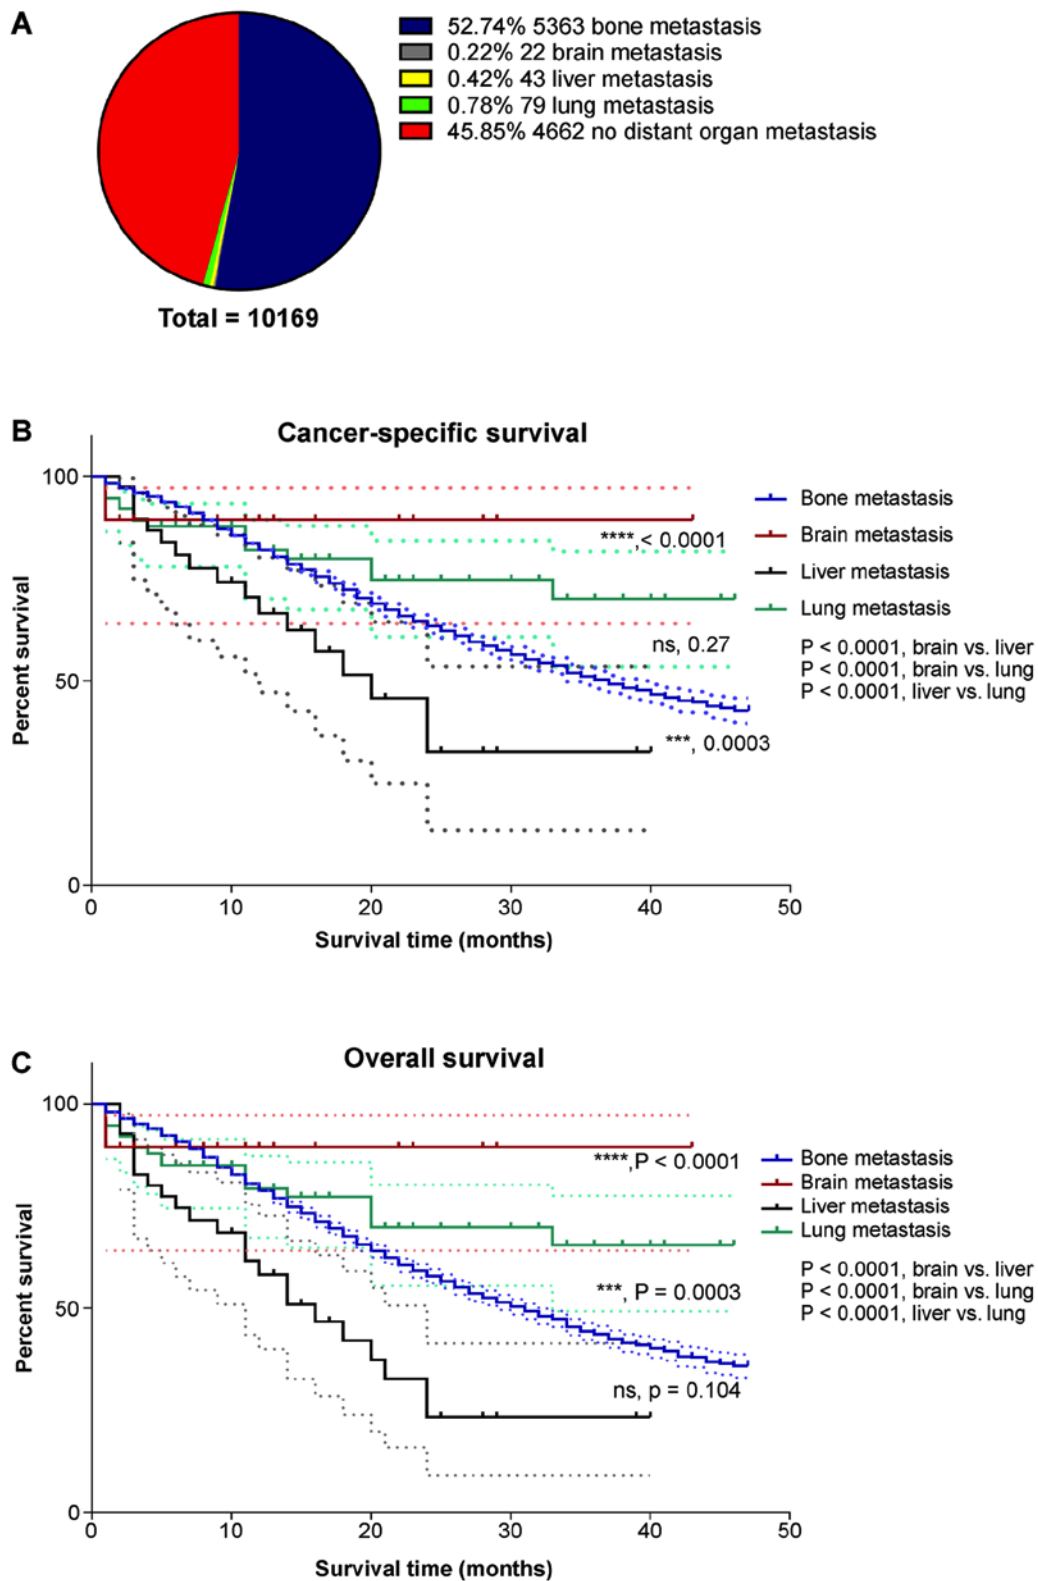 A
52.74% 5363 bone metastasis
0.22% 22 brain metastasis
0.42% 43 liver metastasis
0.78% 79 lung metastasis
45.85% 4662 no distant organ metastasis
Total = 10169
B
Cancer-specific survival
Percent survival
100
50
0
0 10 20 30 40 50
Survival time (months)
****,< 0.0001
ns, 0.27
***, 0.0003
Bone metastasis
Brain metastasis
Liver metastasis
Lung metastasis
P < 0.0001, brain vs. liver
P < 0.0001, brain vs. lung
P < 0.0001, liver vs. lung
C
Overall survival
Percent survival
100
50
0
0 10 20 30 40 50
Survival time (months)
****,P < 0.0001
***, P = 0.0003
ns, p = 0.104
Bone metastasis
Brain metastasis
Liver metastasis
Lung metastasis
P < 0.0001, brain vs. liver
P < 0.0001, brain vs. lung
P < 0.0001, liver vs. lung